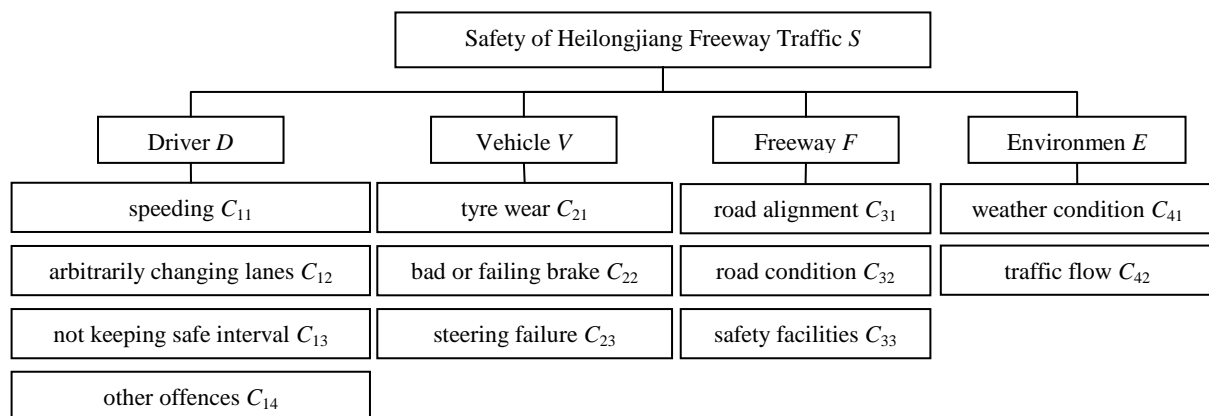 Safety of Heilongjiang Freeway Traffic S
Driver D
Vehicle V
Freeway F
Environmen E
speeding C11
tyre wear C21
road alignment C31
weather condition C41
arbitrarily changing lanes C12
bad or failing brake C22
road condition C32
traffic flow C42
not keeping safe interval C13
steering failure C23
safety facilities C33
other offences C14